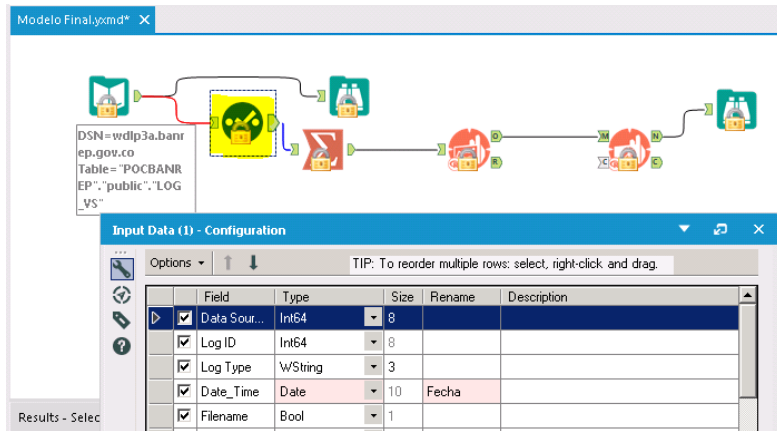 Modelo Final.yxmd* X
DSN=wdlp3a.banr
ep.gov.co
Table="POCBANR
EP"."public"."LOG
_VS"
O
R
M
C
N
C
Input Data (1) - Configuration
Options
TIP: To reorder multiple rows: select, right-click and drag.
Field Type Size Rename Description
Data Sour... Int64 8
Log ID Int64 8
Log Type WString 3
Date_Time Date 10 Fecha
Filename Bool 1
Results - Selec